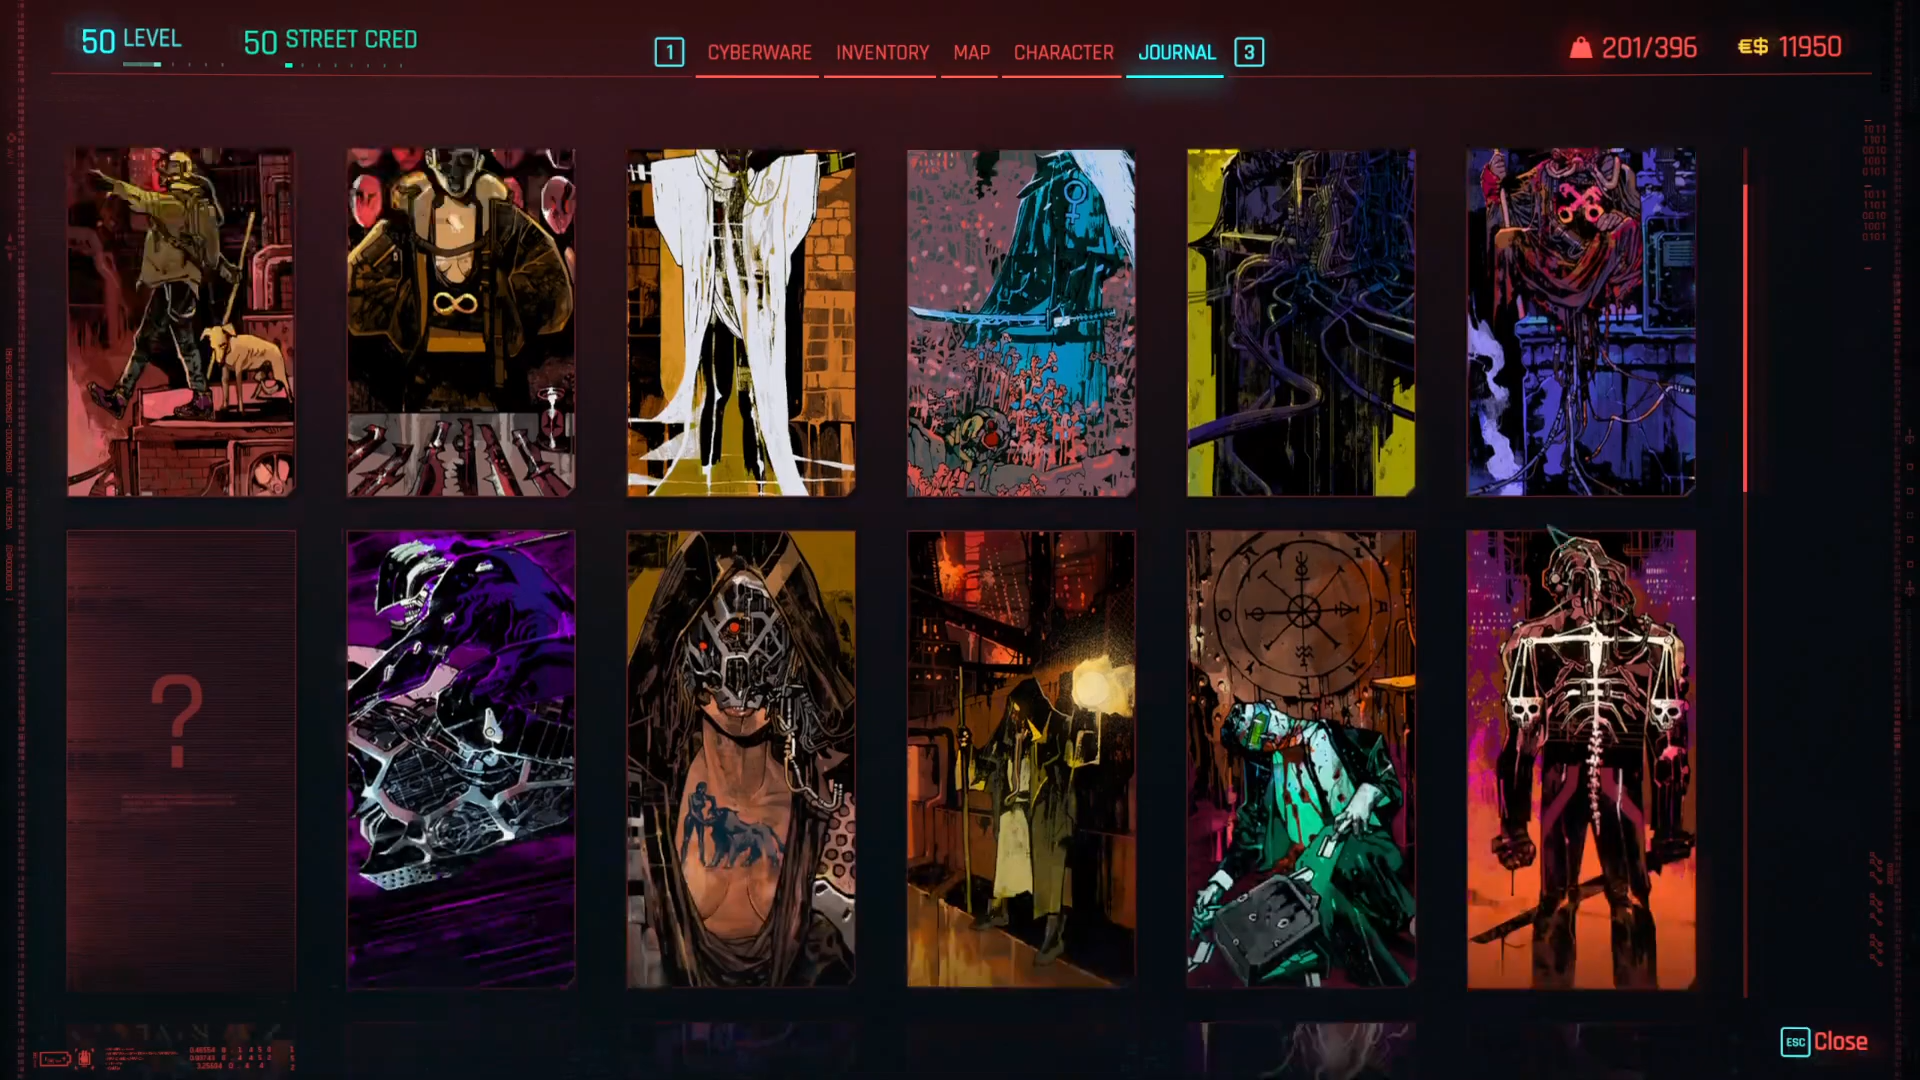 50 LEVEL
50 STREET CRED
1 CYBERWARE INVENTORY MAP CHARACTER JOURNAL 3
201/396
€$ 11950
?
ESC Close